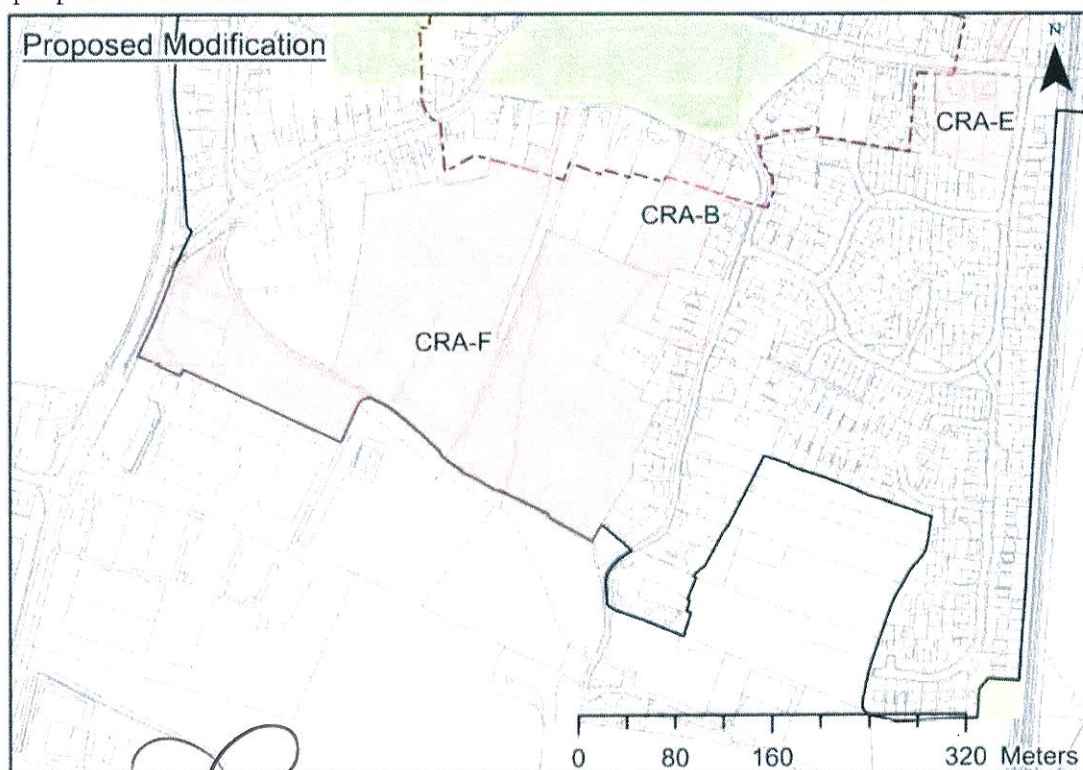 Proposed Modification
N
CRA-E
CRA-B
CRA-F
0 80 160 320 Meters